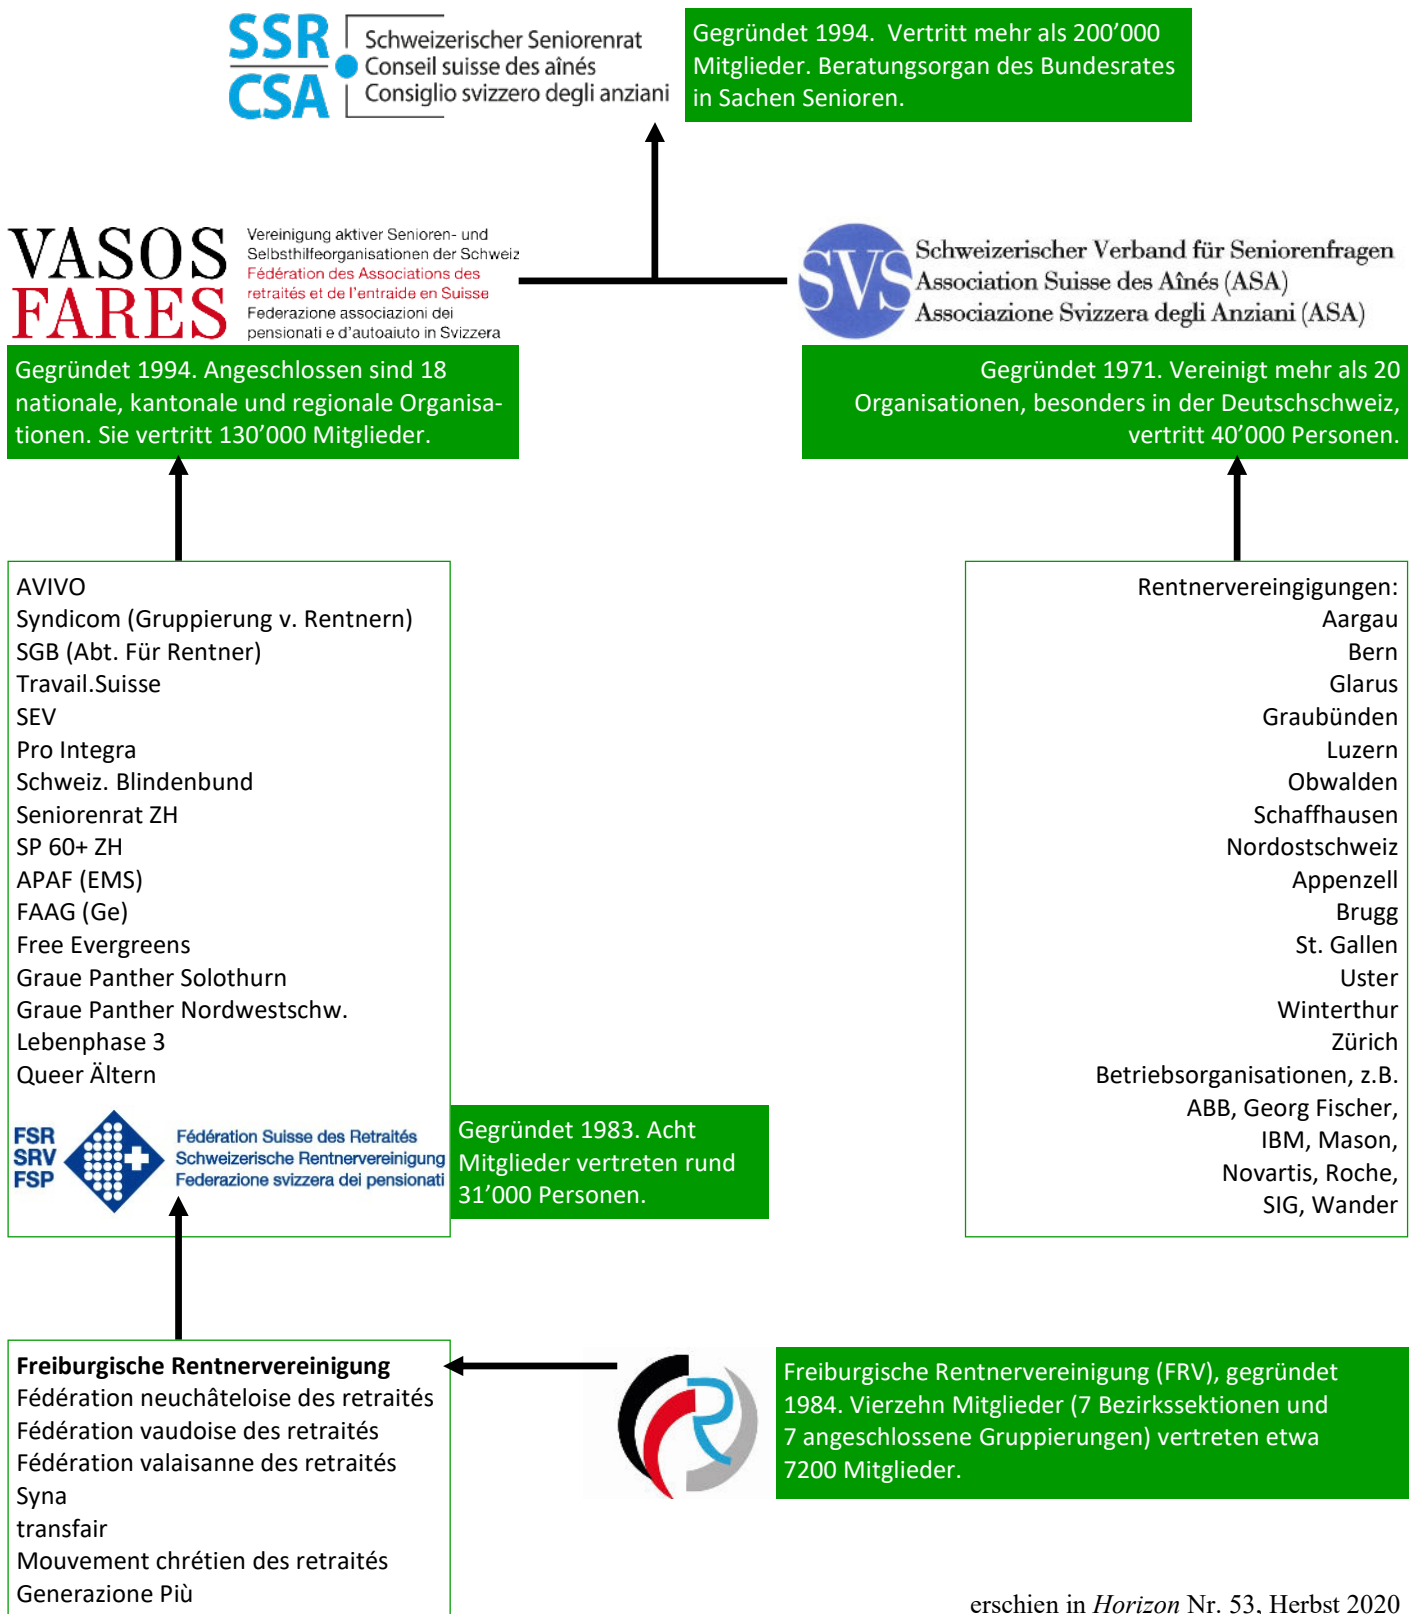 SSR
CSA
Schweizerischer Seniorenrat
Conseil suisse des aînés
Consiglio svizzero degli anziani
Gegründet 1994.  Vertritt mehr als 200’000
Mitglieder. Beratungsorgan des Bundesrates
in Sachen Senioren.
VASOS
FARES
Vereinigung aktiver Senioren- und
Selbsthilfeorganisationen der Schweiz
Fédération des Associations des
retraités et de l'entraide en Suisse
Federazione associazioni dei
pensionati e d'autoaiuto in Svizzera
SVS
Schweizerischer Verband für Seniorenfragen
Association Suisse des Aînés (ASA)
Associazione Svizzera degli Anziani (ASA)
Gegründet 1994. Angeschlossen sind 18
nationale, kantonale und regionale Organisa-
tionen. Sie vertritt 130’000 Mitglieder.
Gegründet 1971. Vereinigt mehr als 20
Organisationen, besonders in der Deutschschweiz,
vertritt 40’000 Personen.
AVIVO
Syndicom (Gruppierung v. Rentnern)
SGB (Abt. Für Rentner)
Travail.Suisse
SEV
Pro Integra
Schweiz. Blindenbund
Seniorenrat ZH
SP 60+ ZH
APAF (EMS)
FAAG (Ge)
Free Evergreens
Graue Panther Solothurn
Graue Panther Nordwestschw.
Lebenphase 3
Queer Ältern
FSR
SRV
FSP
Fédération Suisse des Retraités
Schweizerische Rentnervereinigung
Federazione svizzera dei pensionati
Gegründet 1983. Acht
Mitglieder vertreten rund
31’000 Personen.
Rentnervereingigungen:
Aargau
Bern
Glarus
Graubünden
Luzern
Obwalden
Schaffhausen
Nordostschweiz
Appenzell
Brugg
St. Gallen
Uster
Winterthur
Zürich
Betriebsorganisationen, z.B.
ABB, Georg Fischer,
IBM, Mason,
Novartis, Roche,
SIG, Wander
Freiburgische Rentnervereinigung
Fédération neuchâteloise des retraités
Fédération vaudoise des retraités
Fédération valaisanne des retraités
Syna
transfair
Mouvement chrétien des retraités
Generazione Più
Freiburgische Rentnervereinigung (FRV), gegründet
1984. Vierzehn Mitglieder (7 Bezirkssektionen und
7 angeschlossene Gruppierungen) vertreten etwa
7200 Mitglieder.
erschien in Horizon Nr. 53, Herbst 2020